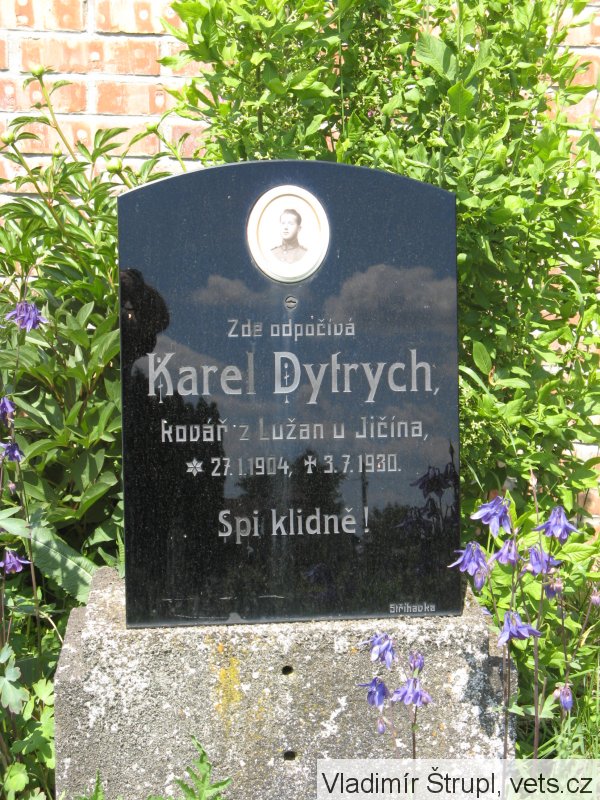 Zde odpočívá
Karel Dytrych,
kovář z Lužan u Jičína,
27.1.1904, ✝ 3.7.1930.
Spi klidně!
Střihavka
Vladimír Štrupl, vets.cz